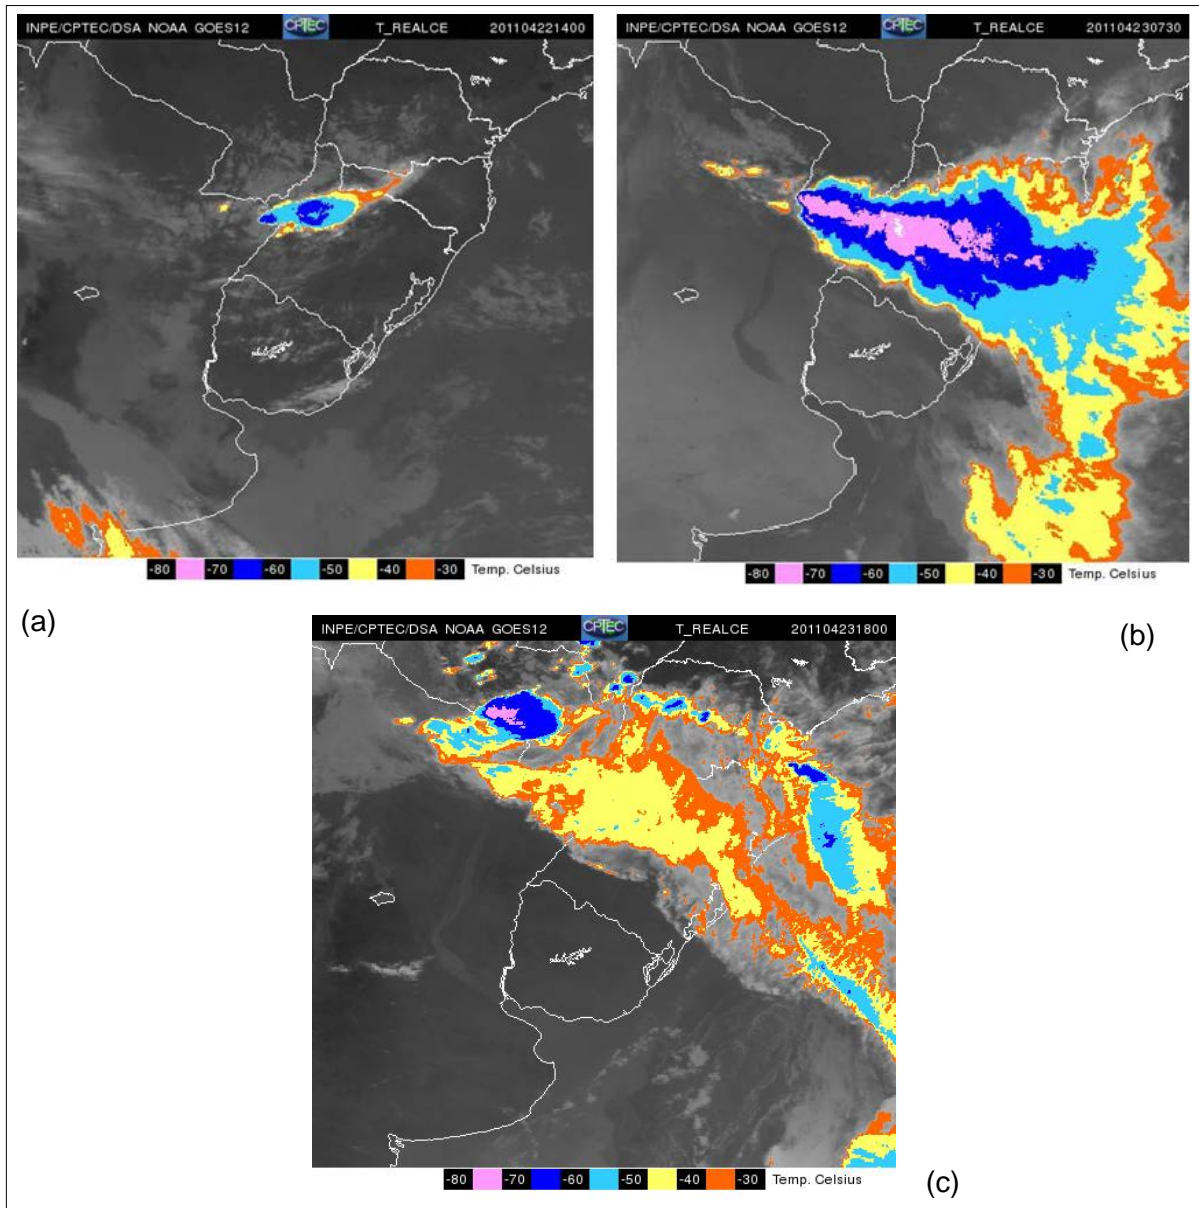 INPE/CPTEC/DSA NOAA GOES12 CPTEC T_REALCE 201104221400
INPE/CPTEC/DSA NOAA GOES12 CPTEC T_REALCE 201104230730
-80 -70 -60 -50 -40 -30 Temp. Celsius
-80 -70 -60 -50 -40 -30 Temp. Celsius
(a)
(b)
INPE/CPTEC/DSA NOAA GOES12 CPTEC T_REALCE 201104231800
-80 -70 -60 -50 -40 -30 Temp. Celsius
(c)